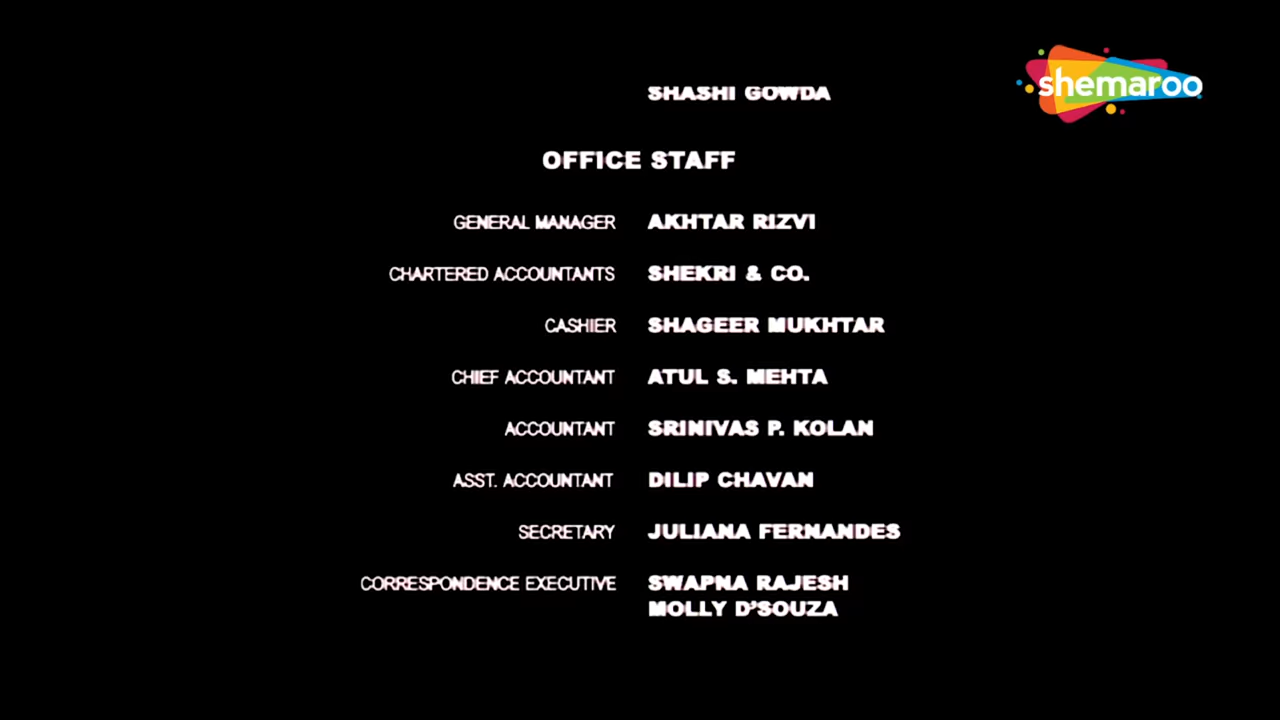 shemaroo
SHASHI GOWDA
OFFICE STAFF
GENERAL MANAGER AKHTAR RIZVI
CHARTERED ACCOUNTANTS SHEKRI & CO.
CASHIER SHAGEER MUKHTAR
CHIEF ACCOUNTANT ATUL S. MEHTA
ACCOUNTANT SRINIVAS P. KOLAN
ASST. ACCOUNTANT DILIP CHAVAN
SECRETARY JULIANA FERNANDES
CORRESPONDENCE EXECUTIVE SWAPNA RAJESH
MOLLY D'SOUZA